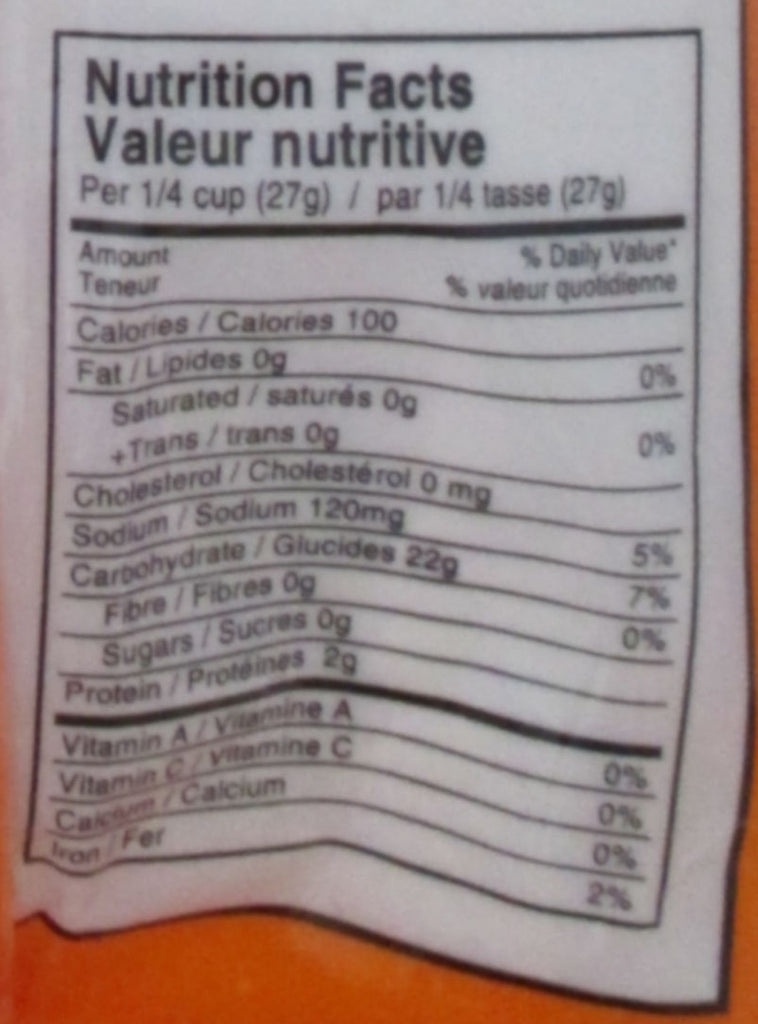 Nutrition Facts
Valeur nutritive
Per 1/4 cup (27g) / par 1/4 tasse (27g)
Amount % Daily Value*
Teneur % valeur quotidienne
Calories / Calories 100
Fat / Lipides 0g 0%
Saturated / saturés 0g
+Trans / trans 0g 0%
Cholesterol / Cholestérol 0 mg
Sodium / Sodium 120mg 5%
Carbohydrate / Glucides 22g 7%
Fibre / Fibres 0g 0%
Sugars / Sucres 0g
Protein / Protéines 2g
Vitamin A / Vitamine A 0%
Vitamin C / Vitamine C 0%
Calcium / Calcium 0%
Iron / Fer 2%